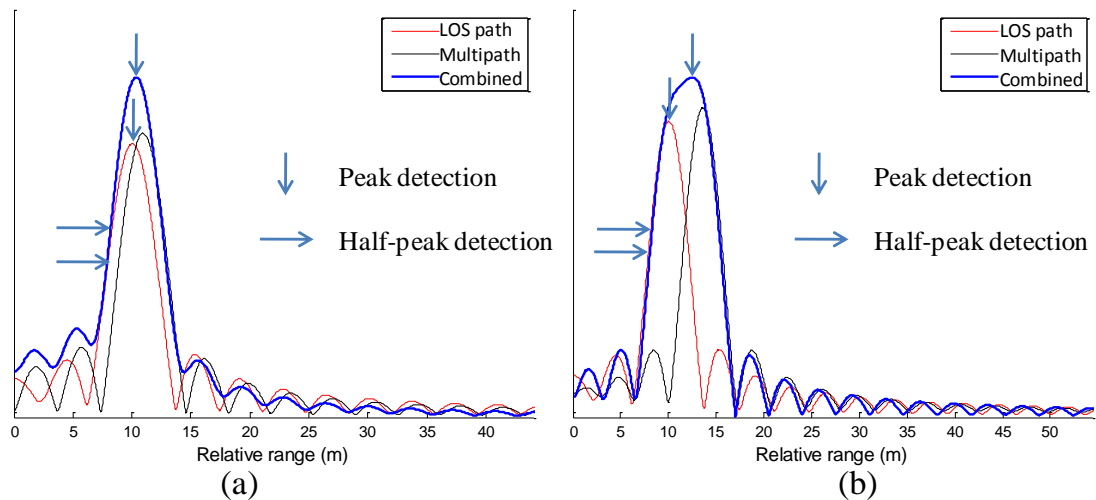 LOS path
Multipath
Combined
Peak detection
Half-peak detection
0 5 10 15 20 25 30 35 40
Relative range (m)
(a)
LOS path
Multipath
Combined
Peak detection
Half-peak detection
0 5 10 15 20 25 30 35 40 45 50
Relative range (m)
(b)